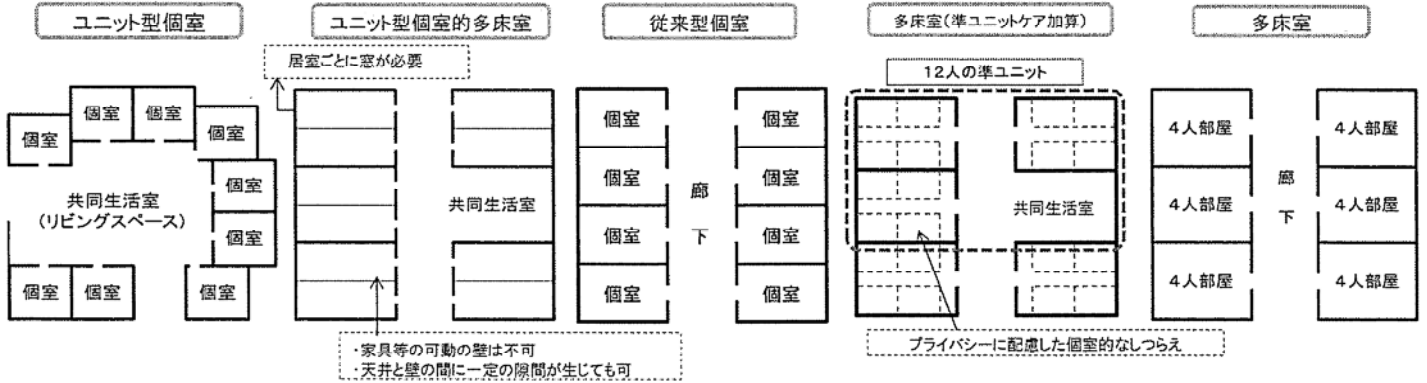 ユニット型個室
ユニット型個室的多床室
従来型個室
多床室(準ユニットケア加算)
多床室
居室ごとに窓が必要
12人の準ユニット
個室
個室
個室
個室
個室
個室
個室
個室
個室
共同生活室
(リビングスペース)
共同生活室
・家具等の可動の壁は不可
・天井と壁の間に一定の隙間が生じても可
個室
個室
個室
個室
廊
下
個室
個室
個室
個室
共同生活室
プライバシーに配慮した個室的なしつらえ
4人部屋
4人部屋
4人部屋
廊
下
4人部屋
4人部屋
4人部屋